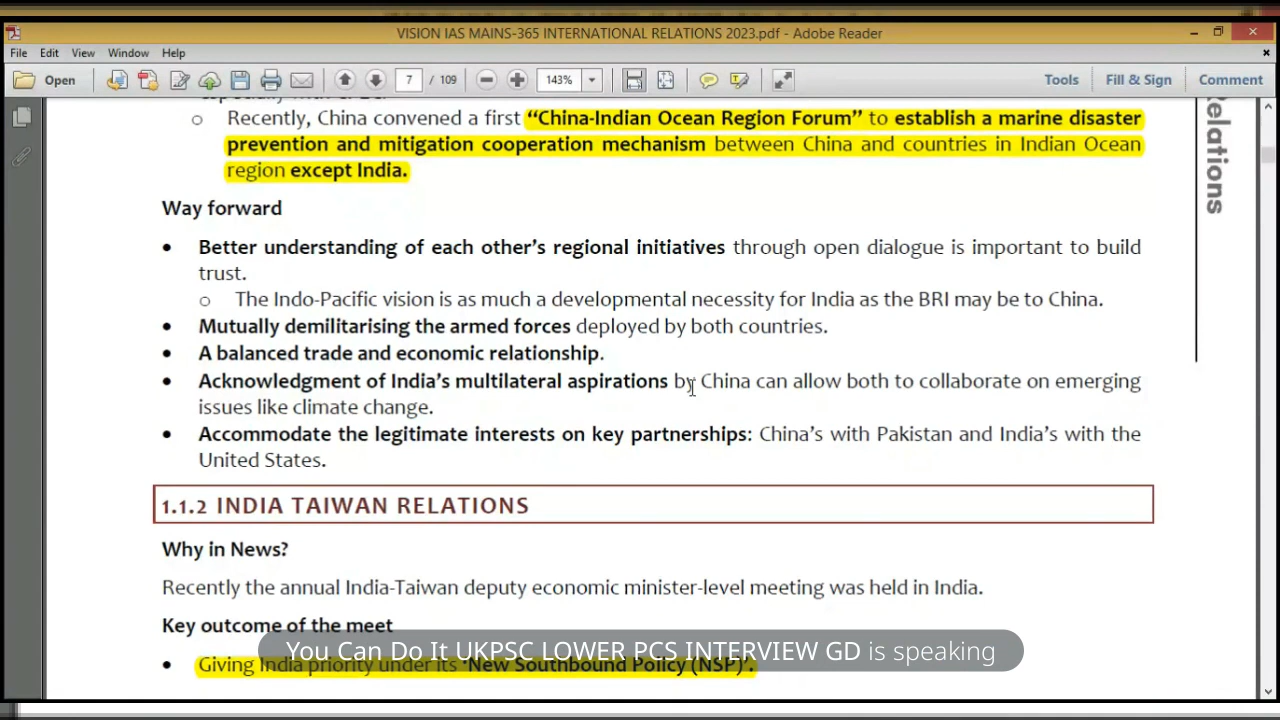 VISION IAS MAINS-365 INTERNATIONAL RELATIONS 2023.pdf - Adobe Reader
File Edit View Window Help
Open 7 / 109 143% Tools Fill & Sign Comment
Relations
○ Recently, China convened a first “China-Indian Ocean Region Forum” to establish a marine disaster
prevention and mitigation cooperation mechanism between China and countries in Indian Ocean
region except India.
Way forward
• Better understanding of each other’s regional initiatives through open dialogue is important to build
trust.
○ The Indo-Pacific vision is as much a developmental necessity for India as the BRI may be to China.
• Mutually demilitarising the armed forces deployed by both countries.
• A balanced trade and economic relationship.
• Acknowledgment of India’s multilateral aspirations by China can allow both to collaborate on emerging
issues like climate change.
• Accommodate the legitimate interests on key partnerships: China’s with Pakistan and India’s with the
United States.
1.1.2 INDIA TAIWAN RELATIONS
Why in News?
Recently the annual India-Taiwan deputy economic minister-level meeting was held in India.
Key outcome of the meet
You Can Do It UKPSC LOWER PCS INTERVIEW GD is speaking
• Giving India priority under its ‘New Southbound Policy (NSP)’.